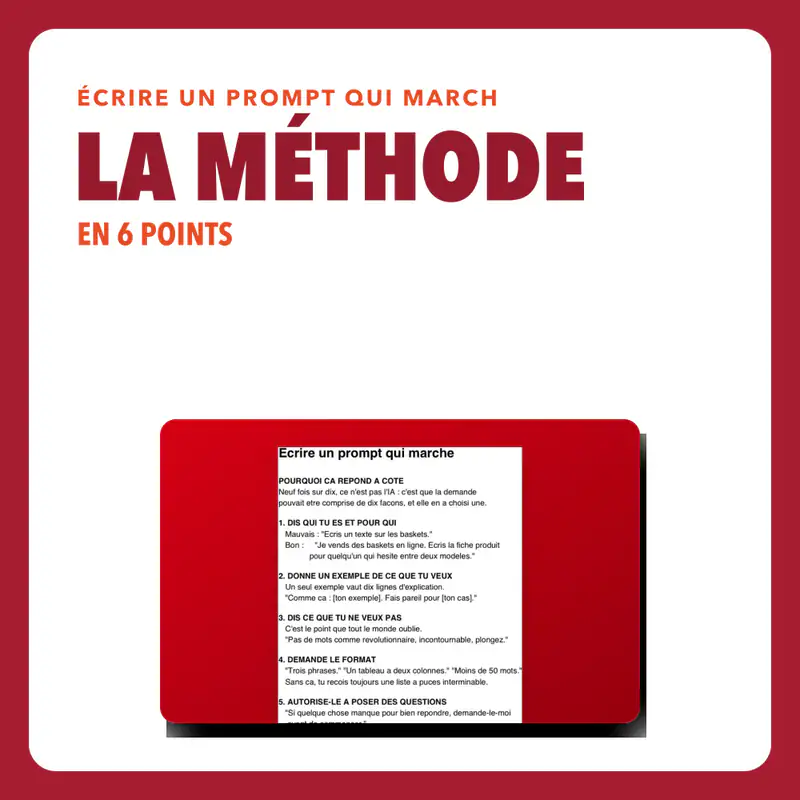 ÉCRIRE UN PROMPT QUI MARCH
LA MÉTHODE
EN 6 POINTS
Ecrire un prompt qui marche
POURQUOI CA REPOND A COTE
Neuf fois sur dix, ce n'est pas l'IA : c'est que la demande
pouvait etre comprise de dix facons, et elle en a choisi une.
1. DIS QUI TU ES ET POUR QUI
Mauvais : "Ecris un texte sur les baskets."
Bon : "Je vends des baskets en ligne. Ecris la fiche produit
pour quelqu'un qui hesite entre deux modeles."
2. DONNE UN EXEMPLE DE CE QUE TU VEUX
Un seul exemple vaut dix lignes d'explication.
"Comme ca : [ton exemple]. Fais pareil pour [ton cas]."
3. DIS CE QUE TU NE VEUX PAS
C'est le point que tout le monde oublie.
"Pas de mots comme revolutionnaire, incontournable, plongez."
4. DEMANDE LE FORMAT
"Trois phrases." "Un tableau a deux colonnes." "Moins de 50 mots."
Sans ca, tu recois toujours une liste a puces interminable.
5. AUTORISE-LE A POSER DES QUESTIONS
"Si quelque chose manque pour bien repondre, demande-le-moi